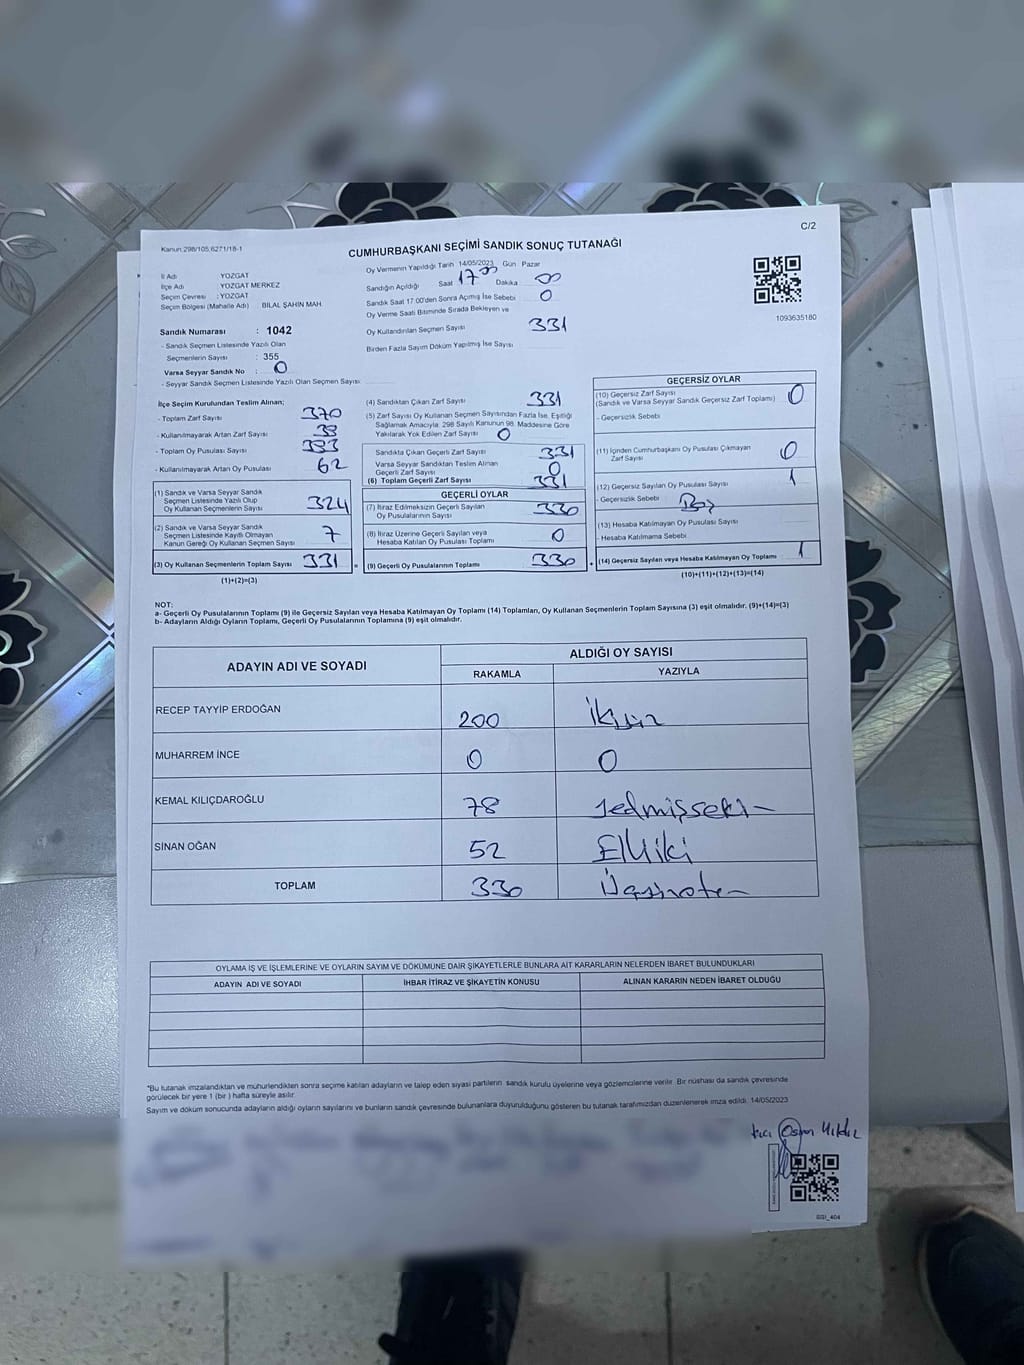 C/2
Kanun:298/105;6271/18-1
CUMHURBAŞKANI SEÇİMİ SANDIK SONUÇ TUTANAĞI
İl Adı YOZGAT
İlçe Adı YOZGAT MERKEZ
Seçim Çevresi : YOZGAT
Seçim Bölgesi (Mahalle Adı) BİLAL ŞAHİN MAH
Sandık Numarası : 1042
- Sandık Seçmen Listesinde Yazılı Olan
Seçmenlerin Sayısı : 355
Varsa Seyyar Sandık No : 0
- Seyyar Sandık Seçmen Listesinde Yazılı Olan Seçmen Sayısı:
Oy Vermenin Yapıldığı Tarih 14/05/2023 Gün Pazar
Sandığın Açıldığı Saat 17 00 Dakika 00
Sandık Saat 17:00'den Sonra Açımış İse Sebebi 0
Oy Verme Saati Bitiminde Sırada Bekleyen ve
Oy Kullandırılan Seçmen Sayısı 331
Birden Fazla Sayım Döküm Yapılmış İse Sayısı
1093635180
İlçe Seçim Kurulundan Teslim Alınan;
- Toplam Zarf Sayısı 370
- Kullanılmayarak Artan Zarf Sayısı 39
- Toplam Oy Pusulası Sayısı 393
- Kullanılmayarak Artan Oy Pusulası 62
(1) Sandık ve Varsa Seyyar Sandık
Seçmen Listesinde Yazılı Olup
Oy Kullanan Seçmenlerin Sayısı 324
(2) Sandık ve Varsa Seyyar Sandık
Seçmen Listesinde Kayıtlı Olmayan
Kanun Gereği Oy Kullanan Seçmen Sayısı 7
(3) Oy Kullanan Seçmenlerin Toplam Sayısı 331 =
(1)+(2)=(3)
(4) Sandıktan Çıkan Zarf Sayısı 331
(5) Zarf Sayısı Oy Kullanan Seçmen Sayısından Fazla İse, Eşitliği
Sağlamak Amacıyla, 298 Sayılı Kanunun 98. Maddesine Göre
Yakılarak Yok Edilen Zarf Sayısı 0
Sandıkta Çıkan Geçerli Zarf Sayısı 331
Varsa Seyyar Sandıktan Teslim Alınan
Geçerli Zarf Sayısı 0
(6) Toplam Geçerli Zarf Sayısı 331
GEÇERLİ OYLAR
(7) İtiraz Edilmeksizin Geçerli Sayılan
Oy Pusulalarının Sayısı 330
(8) İtiraz Üzerine Geçerli Sayılan veya
Hesaba Katılan Oy Pusulası Toplamı 0
(9) Geçerli Oy Pusulalarının Toplamı 330 +
GEÇERSİZ OYLAR
(10) Geçersiz Zarf Sayısı
(Sandık ve Varsa Seyyar Sandık Geçersiz Zarf Toplamı) 0
- Geçersizlik Sebebi
(11) İçinden Cumhurbaşkanı Oy Pusulası Çıkmayan
Zarf Sayısı 0
(12) Geçersiz Sayılan Oy Pusulası Sayısı 1
- Geçersizlik Sebebi Boş
(13) Hesaba Katılmayan Oy Pusulası Sayısı
- Hesaba Katılmama Sebebi
(14) Geçersiz Sayılan veya Hesaba Katılmayan Oy Toplamı 1
(10)+(11)+(12)+(13)=(14)
NOT:
a- Geçerli Oy Pusulalarının Toplamı (9) ile Geçersiz Sayılan veya Hesaba Katılmayan Oy Toplamı (14) Toplamları, Oy Kullanan Seçmenlerin Toplam Sayısına (3) eşit olmalıdır. (9)+(14)=(3)
b- Adayların Aldığı Oyların Toplamı, Geçerli Oy Pusulalarının Toplamına (9) eşit olmalıdır.
ADAYIN ADI VE SOYADI
ALDIĞI OY SAYISI
RAKAMLA YAZIYLA
RECEP TAYYİP ERDOĞAN 200 İkiyüz
MUHARREM İNCE 0 0
KEMAL KILIÇDAROĞLU 78 Yedmişseki
SİNAN OĞAN 52 Elliiki
TOPLAM 330 Üçyüzotuz
OYLAMA İŞ VE İŞLEMLERİNE VE OYLARIN SAYIM VE DÖKÜMÜNE DAİR ŞİKAYETLERLE BUNLARA AİT KARARLARIN NELERDEN İBARET BULUNDUKLARI
ADAYIN ADI VE SOYADI İHBAR İTİRAZ VE ŞİKAYETİN KONUSU ALINAN KARARIN NEDEN İBARET OLDUĞU
*Bu tutanak imzalandıktan ve mühürlendikten sonra seçime katılan adayların ve talep eden siyasi partilerin sandık kurulu üyelerine veya gözlemcilerine verilir. Bir nüshası da sandık çevresinde
görülecek bir yere 1 (bir) hafta süreyle asılır.
Sayım ve döküm sonucunda adayların aldığı oyların sayılarını ve bunların sandık çevresinde bulunanlara duyurulduğunu gösteren bu tutanak tarafımızdan düzenlenerek imza edildi. 14/05/2023
Osman Yıldız